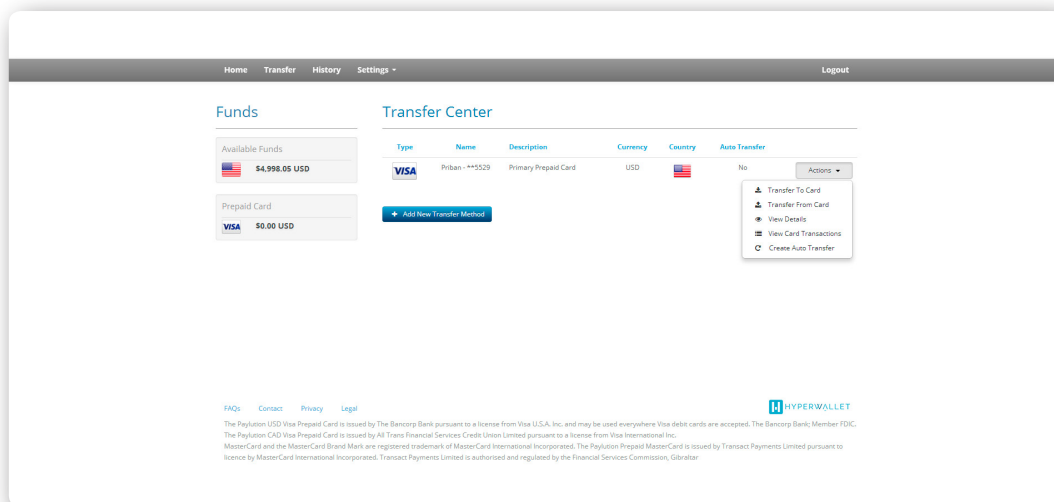 Home Transfer History Settings Logout
Funds
Transfer Center
Available Funds
$4,998.05 USD
Prepaid Card
VISA $0.00 USD
Type Name Description Currency Country Auto Transfer
VISA Priban - **5529 Primary Prepaid Card USD No Actions
Transfer To Card
Transfer From Card
View Details
View Card Transactions
Create Auto Transfer
+ Add New Transfer Method
FAQs Contact Privacy Legal
HYPERWALLET
The Paylution USD Visa Prepaid Card is issued by The Bancorp Bank pursuant to a license from Visa U.S.A. Inc. and may be used everywhere Visa debit cards are accepted. The Bancorp Bank; Member FDIC.
The Paylution CAD Visa Prepaid Card is issued by All Trans Financial Services Credit Union Limited pursuant to a license from Visa International Inc.
MasterCard and the MasterCard Brand Mark are registered trademark of MasterCard International Incorporated. The Paylution Prepaid MasterCard is issued by Transact Payments Limited pursuant to
licence by MasterCard International Incorporated. Transact Payments Limited is authorised and regulated by the Financial Services Commission, Gibraltar